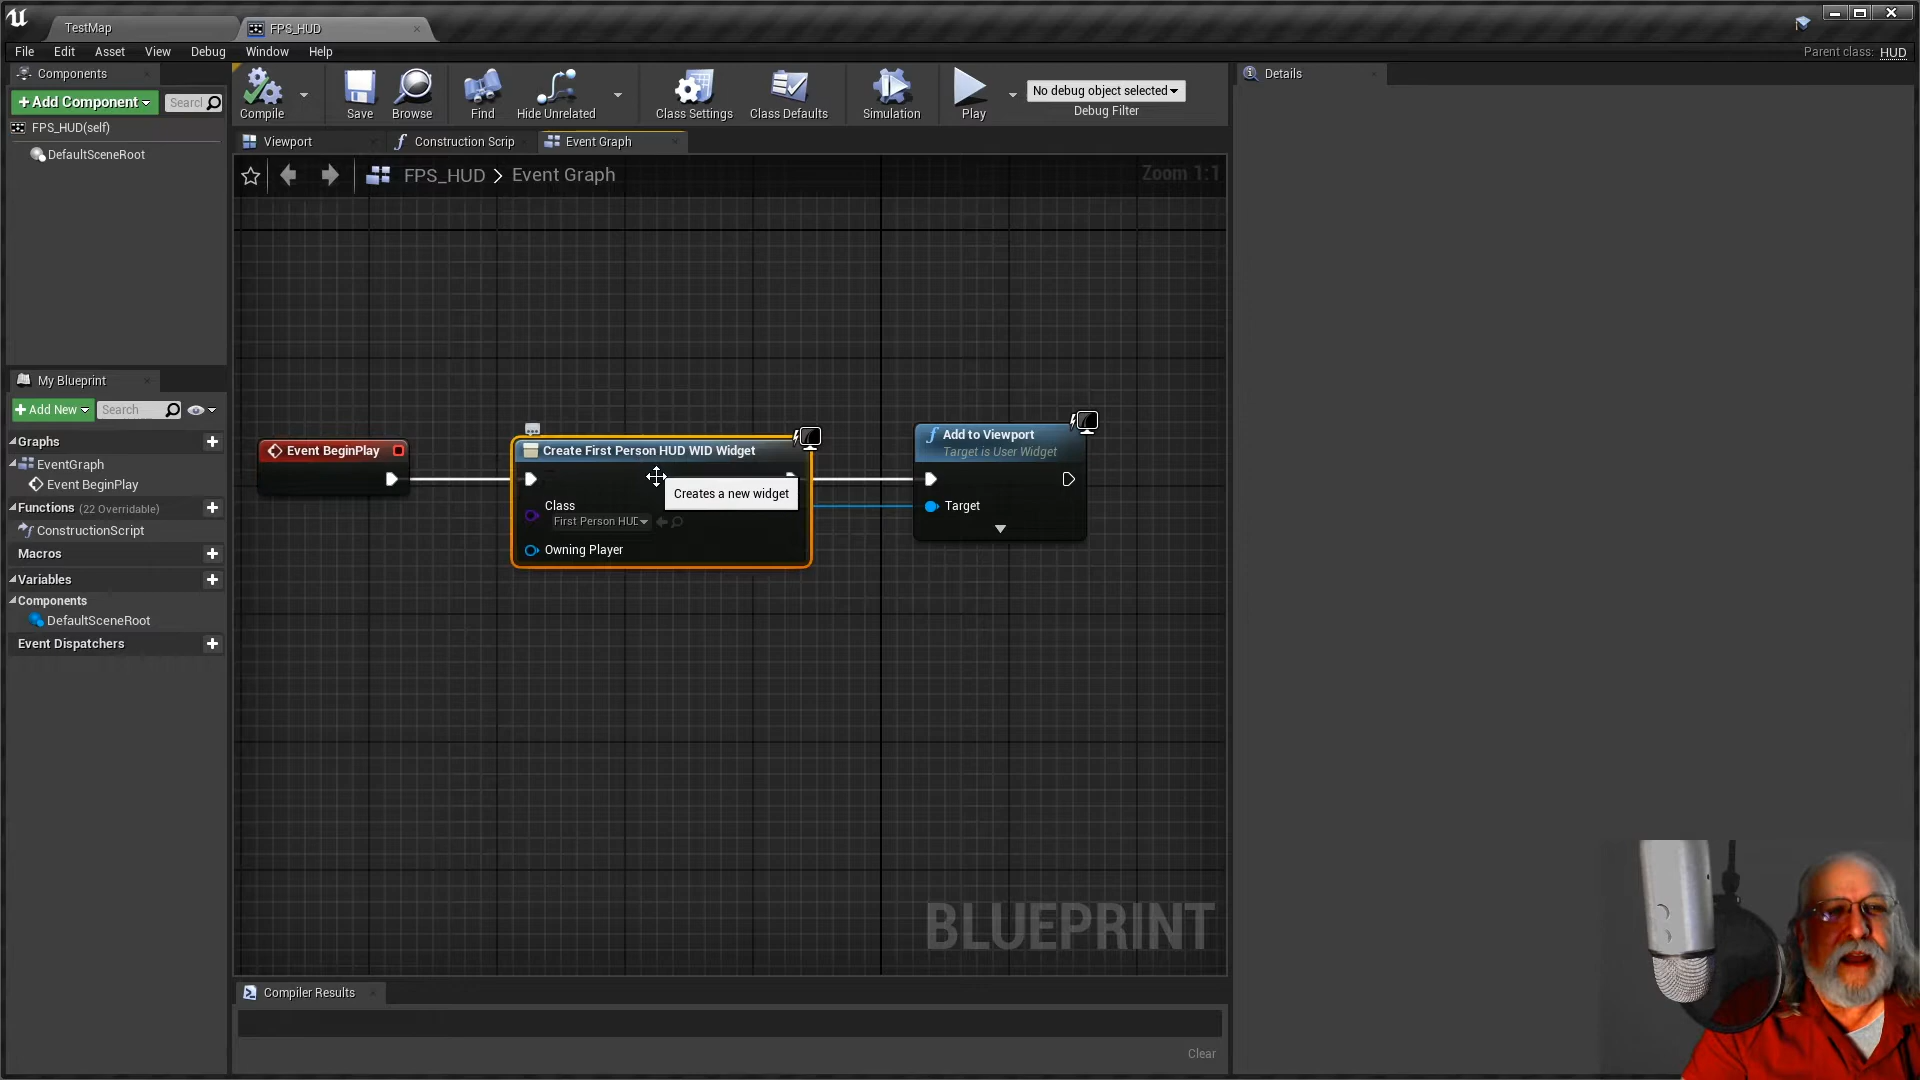 TestMap
FPS_HUD
File Edit Asset View Debug Window Help
Parent class: HUD
Components
Add Component
Search
FPS_HUD(self)
DefaultSceneRoot
Compile
Save
Browse
Find
Hide Unrelated
Class Settings
Class Defaults
Simulation
Play
No debug object selected
Debug Filter
Details
Viewport
Construction Scrip
Event Graph
FPS_HUD > Event Graph
Zoom 1:1
My Blueprint
Add New
Search
Graphs
EventGraph
Event BeginPlay
Functions (22 Overridable)
ConstructionScript
Macros
Variables
Components
DefaultSceneRoot
Event Dispatchers
Event BeginPlay
Create First Person HUD WID Widget
Creates a new widget
Class
First Person HUD
Owning Player
Add to Viewport
Target is User Widget
Target
BLUEPRINT
Compiler Results
Clear